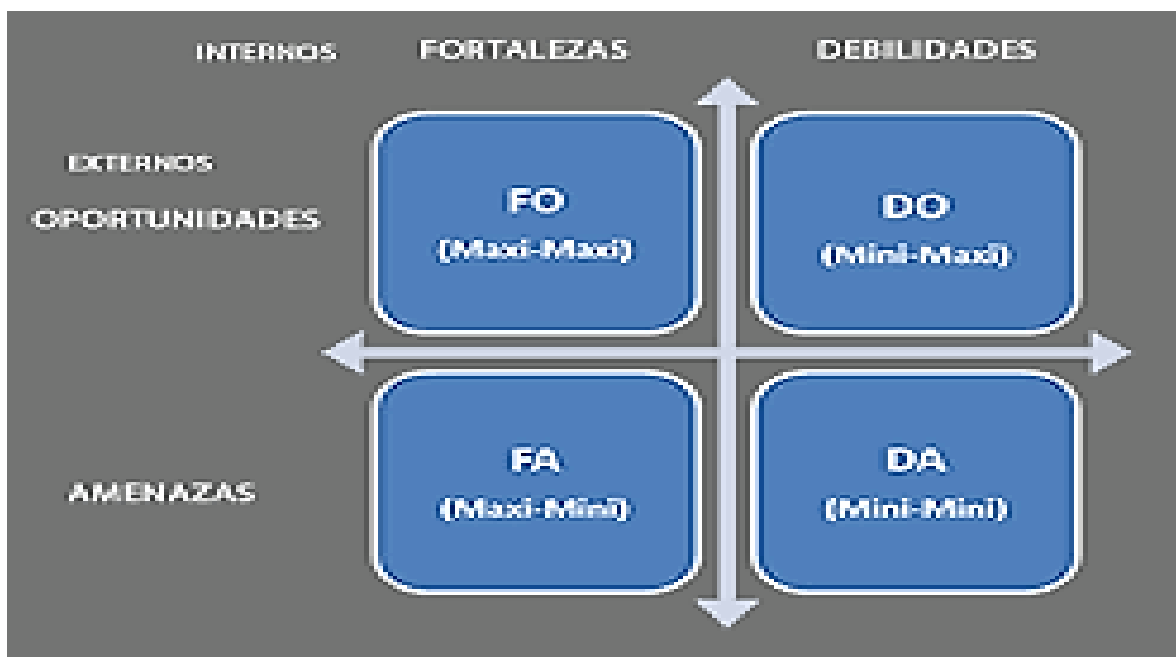 INTERNOS FORTALEZAS DEBILIDADES
EXTERNOS
OPORTUNIDADES
FO
(Maxi-Maxi)
DO
(Mini-Maxi)
AMENAZAS
FA
(Maxi-Mini)
DA
(Mini-Mini)